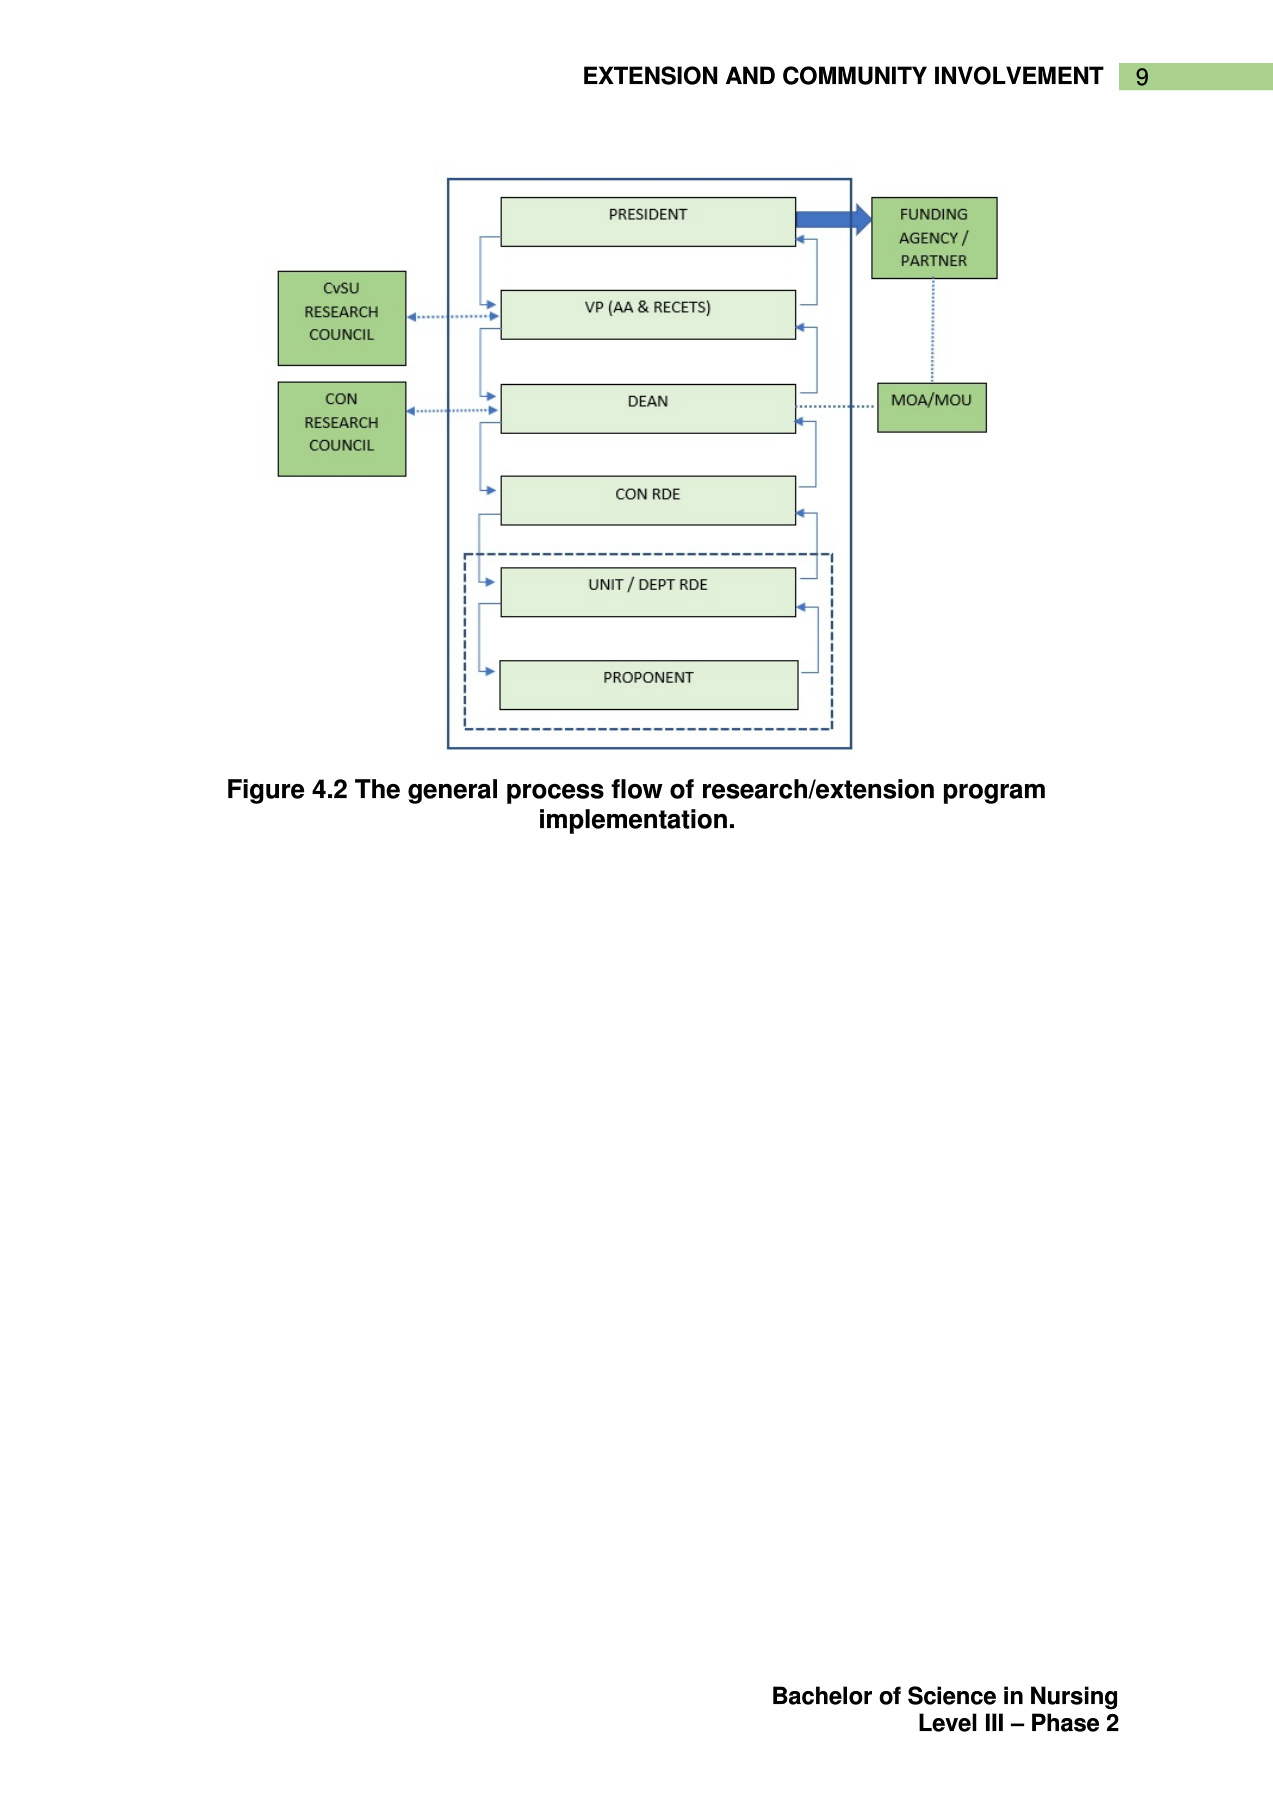 EXTENSION AND COMMUNITY INVOLVEMENT 9
PRESIDENT
FUNDING
AGENCY /
PARTNER
CvSU
RESEARCH
COUNCIL
VP (AA & RECETS)
CON
RESEARCH
COUNCIL
DEAN
MOA/MOU
CON RDE
UNIT / DEPT RDE
PROPONENT
Figure 4.2 The general process flow of research/extension program
implementation.
Bachelor of Science in Nursing
Level III – Phase 2